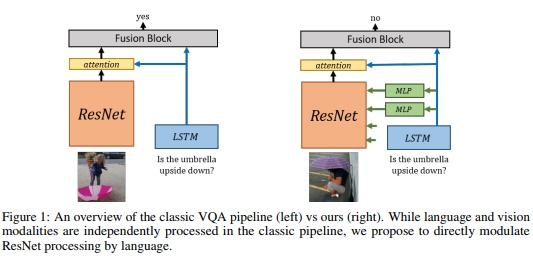 yes
Fusion Block
attention
ResNet
LSTM
Is the umbrella
upside down?
no
Fusion Block
attention
ResNet
MLP
MLP
LSTM
Is the umbrella
upside down?
Figure 1: An overview of the classic VQA pipeline (left) vs ours (right). While language and vision
modalities are independently processed in the classic pipeline, we propose to directly modulate
ResNet processing by language.